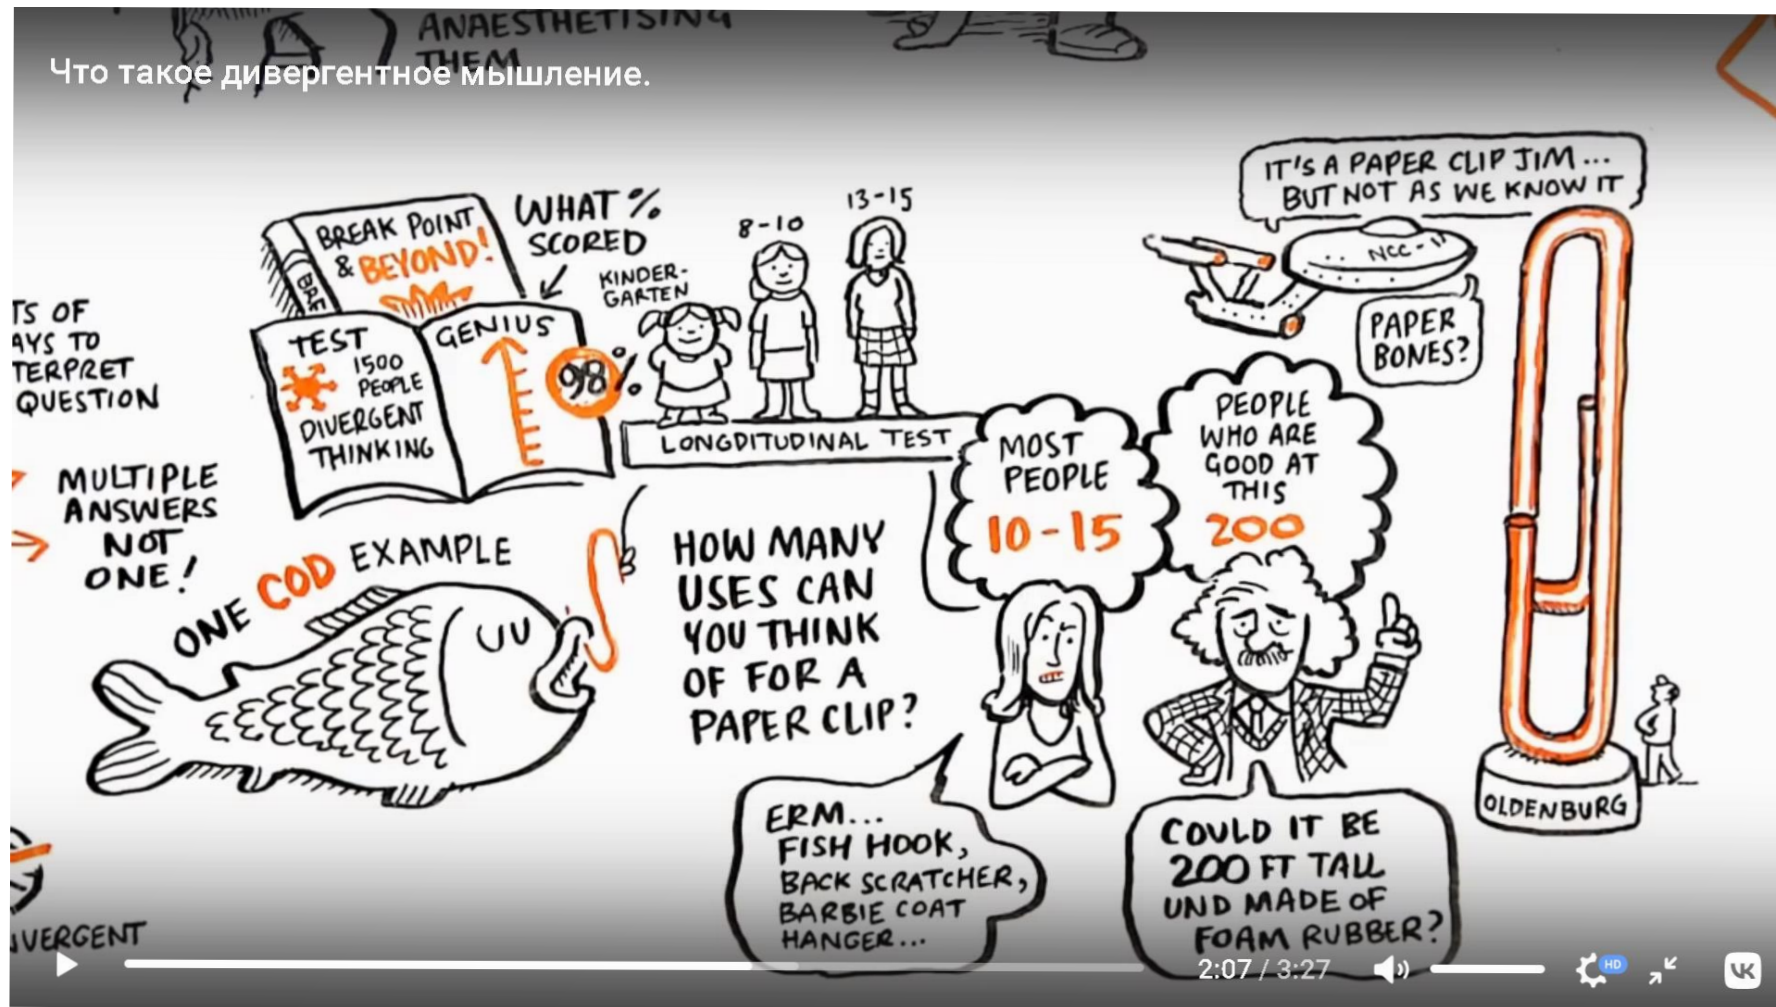 ANAESTHETISING
THEM
Что такое дивергентное мышление.
TS OF
AYS TO
TERPRET
QUESTION
MULTIPLE
ANSWERS
NOT
ONE!
BREAK POINT
& BEYOND!
BRE
TEST
1500
PEOPLE
DIVERGENT
THINKING
GENIUS
WHAT %
SCORED
98%
KINDER-
GARTEN
8-10
13-15
LONGDITUDINAL TEST
ONE COD EXAMPLE
HOW MANY
USES CAN
YOU THINK
OF FOR A
PAPER CLIP?
MOST
PEOPLE
10-15
PEOPLE
WHO ARE
GOOD AT
THIS
200
IT'S A PAPER CLIP JIM...
BUT NOT AS WE KNOW IT
NCC-1
PAPER
BONES?
OLDENBURG
ERM...
FISH HOOK,
BACK SCRATCHER,
BARBIE COAT
HANGER...
COULD IT BE
200 FT TALL
UND MADE OF
FOAM RUBBER?
VERGENT
2:07 / 3:27
HD
VK